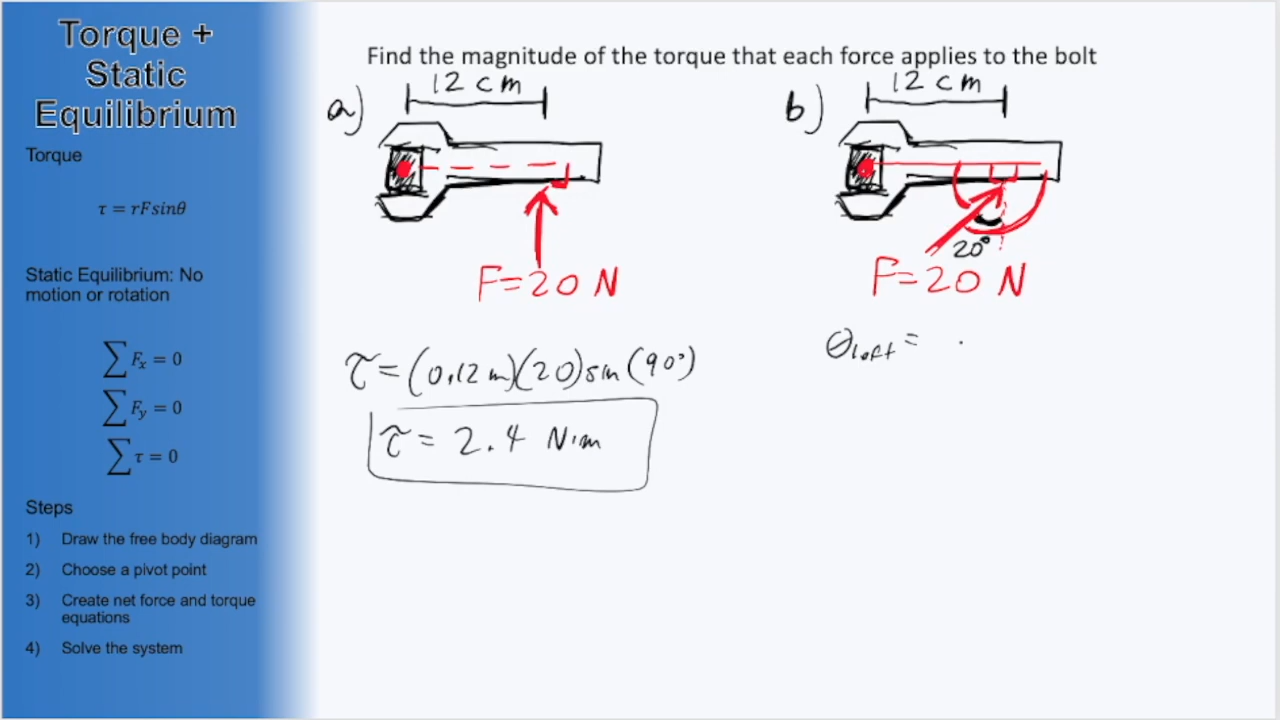 Torque +
Static
Equilibrium
Torque
τ = rFsinθ
Static Equilibrium: No
motion or rotation
∑Fx = 0
∑Fy = 0
∑τ = 0
Steps
1) Draw the free body diagram
2) Choose a pivot point
3) Create net force and torque
equations
4) Solve the system
Find the magnitude of the torque that each force applies to the bolt
a)
12 cm
F=20 N
τ=(0.12 m)(20)sin(90°)
τ= 2.4 N·m
b)
12 cm
20°
F=20 N
θleft =